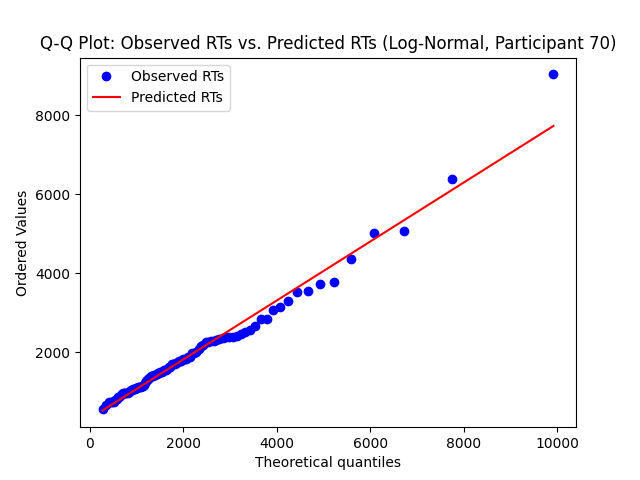 Q-Q Plot: Observed RTs vs. Predicted RTs (Log-Normal, Participant 70)
Observed RTs
Predicted RTs
Ordered Values
8000
6000
4000
2000
0
2000
4000
6000
8000
10000
Theoretical quantiles